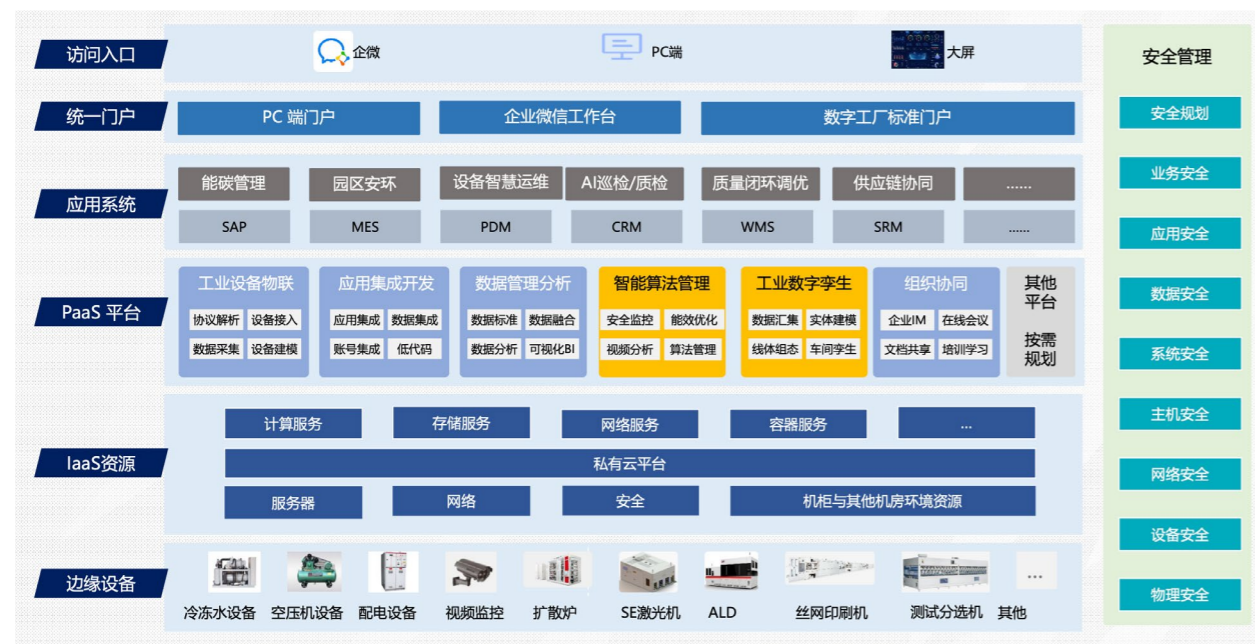 访问入口
企微
PC端
大屏
统一门户
PC 端门户
企业微信工作台
数字工厂标准门户
应用系统
能碳管理
园区安环
设备智慧运维
AI巡检/质检
质量闭环调优
供应链协同
......
SAP
MES
PDM
CRM
WMS
SRM
......
PaaS 平台
工业设备物联
协议解析 设备接入
数据采集 设备建模
应用集成开发
应用集成 数据集成
账号集成 低代码
数据管理分析
数据标准 数据融合
数据分析 可视化BI
智能算法管理
安全监控 能效优化
视频分析 算法管理
工业数字孪生
数据汇集 实体建模
线体组态 车间孪生
组织协同
企业IM 在线会议
文档共享 培训学习
其他
平台
按需
规划
IaaS资源
计算服务
存储服务
网络服务
容器服务
...
私有云平台
服务器
网络
安全
机柜与其他机房环境资源
边缘设备
冷冻水设备
空压机设备
配电设备
视频监控
扩散炉
SE激光机
ALD
丝网印刷机
测试分选机
...
其他
安全管理
安全规划
业务安全
应用安全
数据安全
系统安全
主机安全
网络安全
设备安全
物理安全